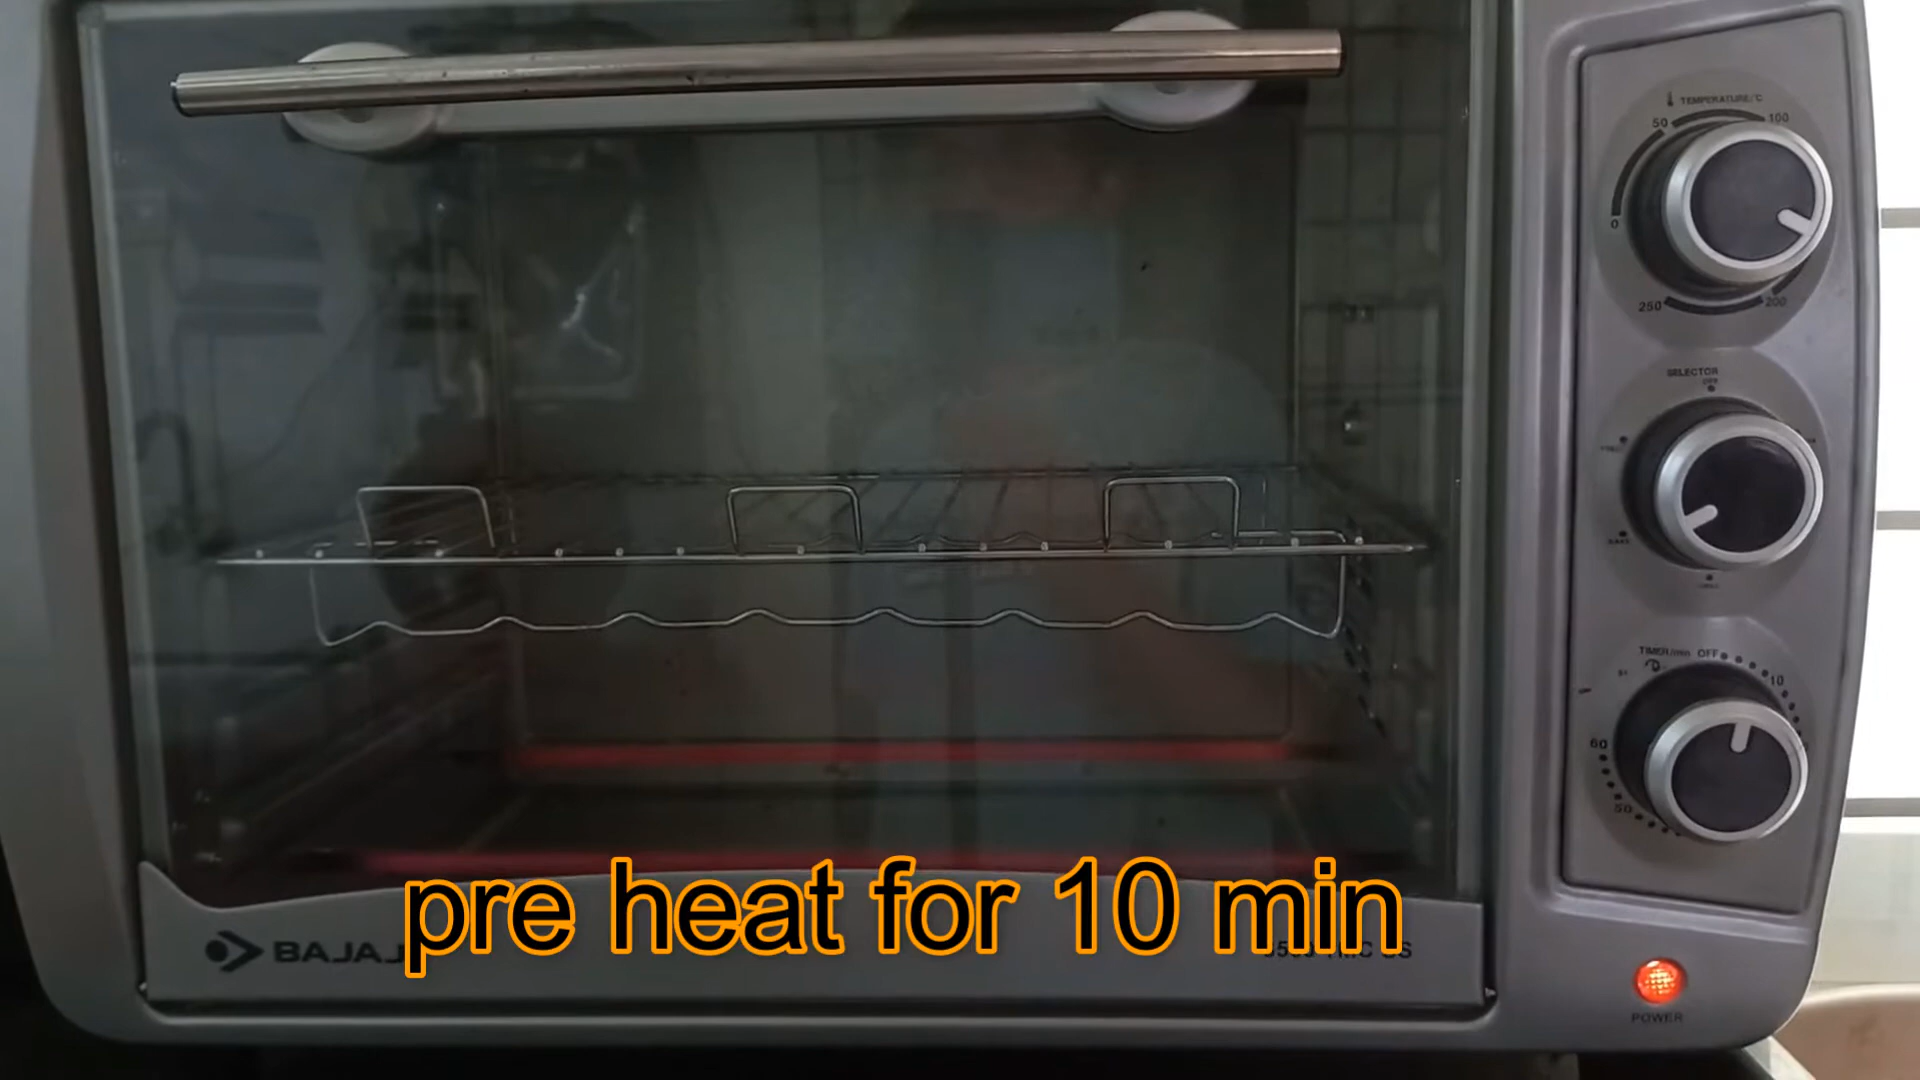 TEMPERATURE/°C
50
100
0
250
200
SELECTOR
OFF
TIMER/min OFF
10
60
50
pre heat for 10 min
BAJAJ
POWER